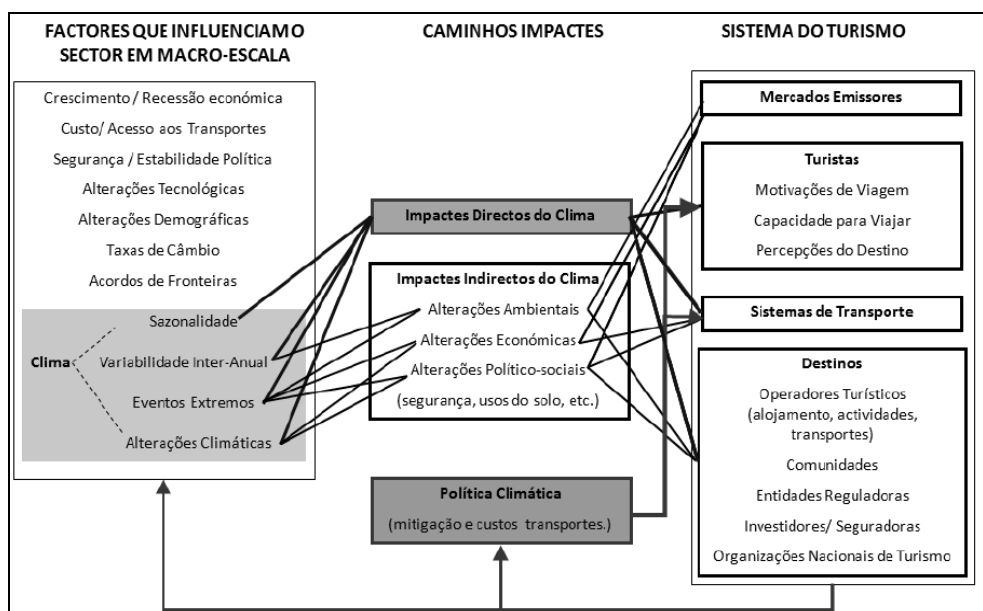 FACTORES QUE INFLUENCIAM O
SECTOR EM MACRO-ESCALA
Crescimento / Recessão económica
Custo/ Acesso aos Transportes
Segurança / Estabilidade Política
Alterações Tecnológicas
Alterações Demográficas
Taxas de Câmbio
Acordos de Fronteiras
Clima
Sazonalidade
Variabilidade Inter-Anual
Eventos Extremos
Alterações Climáticas
CAMINHOS IMPACTES
Impactes Directos do Clima
Impactes Indirectos do Clima
Alterações Ambientais
Alterações Económicas
Alterações Político-sociais
(segurança, usos do solo, etc.)
Política Climática
(mitigação e custos transportes.)
SISTEMA DO TURISMO
Mercados Emissores
Turistas
Motivações de Viagem
Capacidade para Viajar
Percepções do Destino
Sistemas de Transporte
Destinos
Operadores Turísticos
(alojamento, actividades,
transportes)
Comunidades
Entidades Reguladoras
Investidores/ Seguradoras
Organizações Nacionais de Turismo